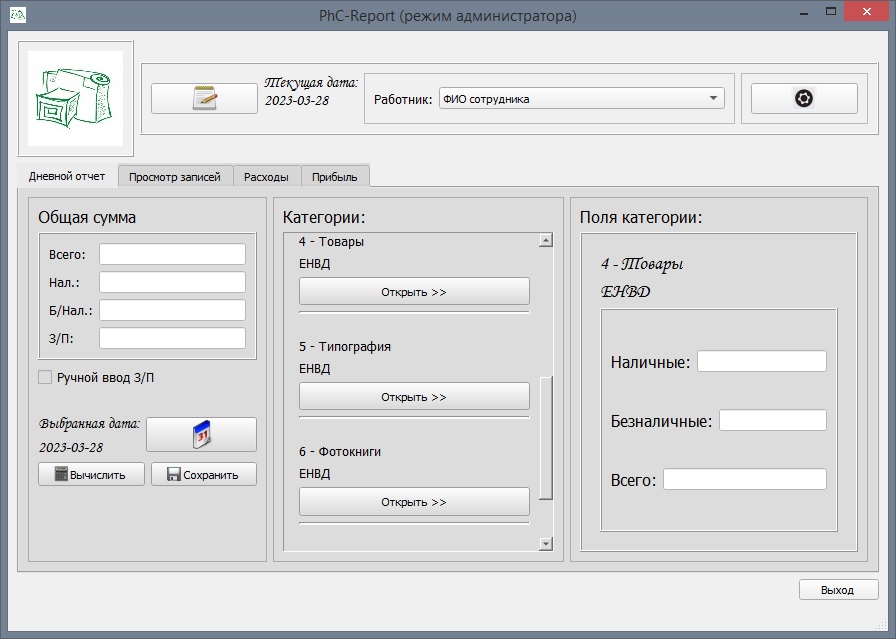 PhC-Report (режим администратора)
Текущая дата:
2023-03-28
Работник:
ФИО сотрудника
Дневной отчет
Просмотр записей
Расходы
Прибыль
Общая сумма
Всего:
Нал.:
Б/Нал.:
З/П:
Ручной ввод З/П
Выбранная дата:
2023-03-28
31
Вычислить
Сохранить
Категории:
4 - Товары
ЕНВД
Открыть >>
5 - Типография
ЕНВД
Открыть >>
6 - Фотокниги
ЕНВД
Открыть >>
Поля категории:
4 - Товары
ЕНВД
Наличные:
Безналичные:
Всего:
Выход